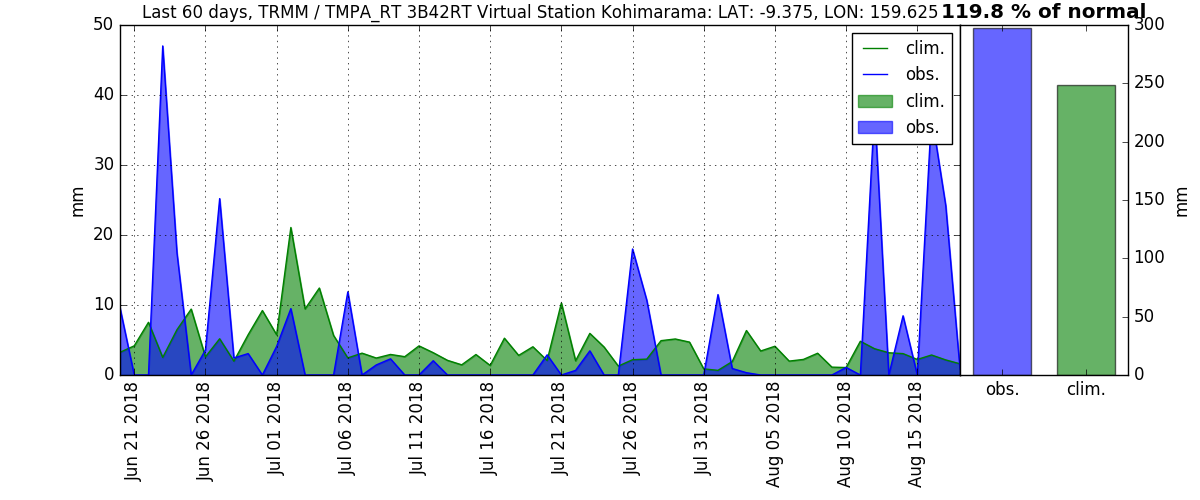 Last 60 days, TRMM / TMPA_RT 3B42RT Virtual Station Kohimarama: LAT: -9.375, LON: 159.625
119.8 % of normal
50
40
30
20
10
0
mm
clim.
obs.
clim.
obs.
300
250
200
150
100
50
0
mm
Jun 21 2018
Jun 26 2018
Jul 01 2018
Jul 06 2018
Jul 11 2018
Jul 16 2018
Jul 21 2018
Jul 26 2018
Jul 31 2018
Aug 05 2018
Aug 10 2018
Aug 15 2018
obs.
clim.